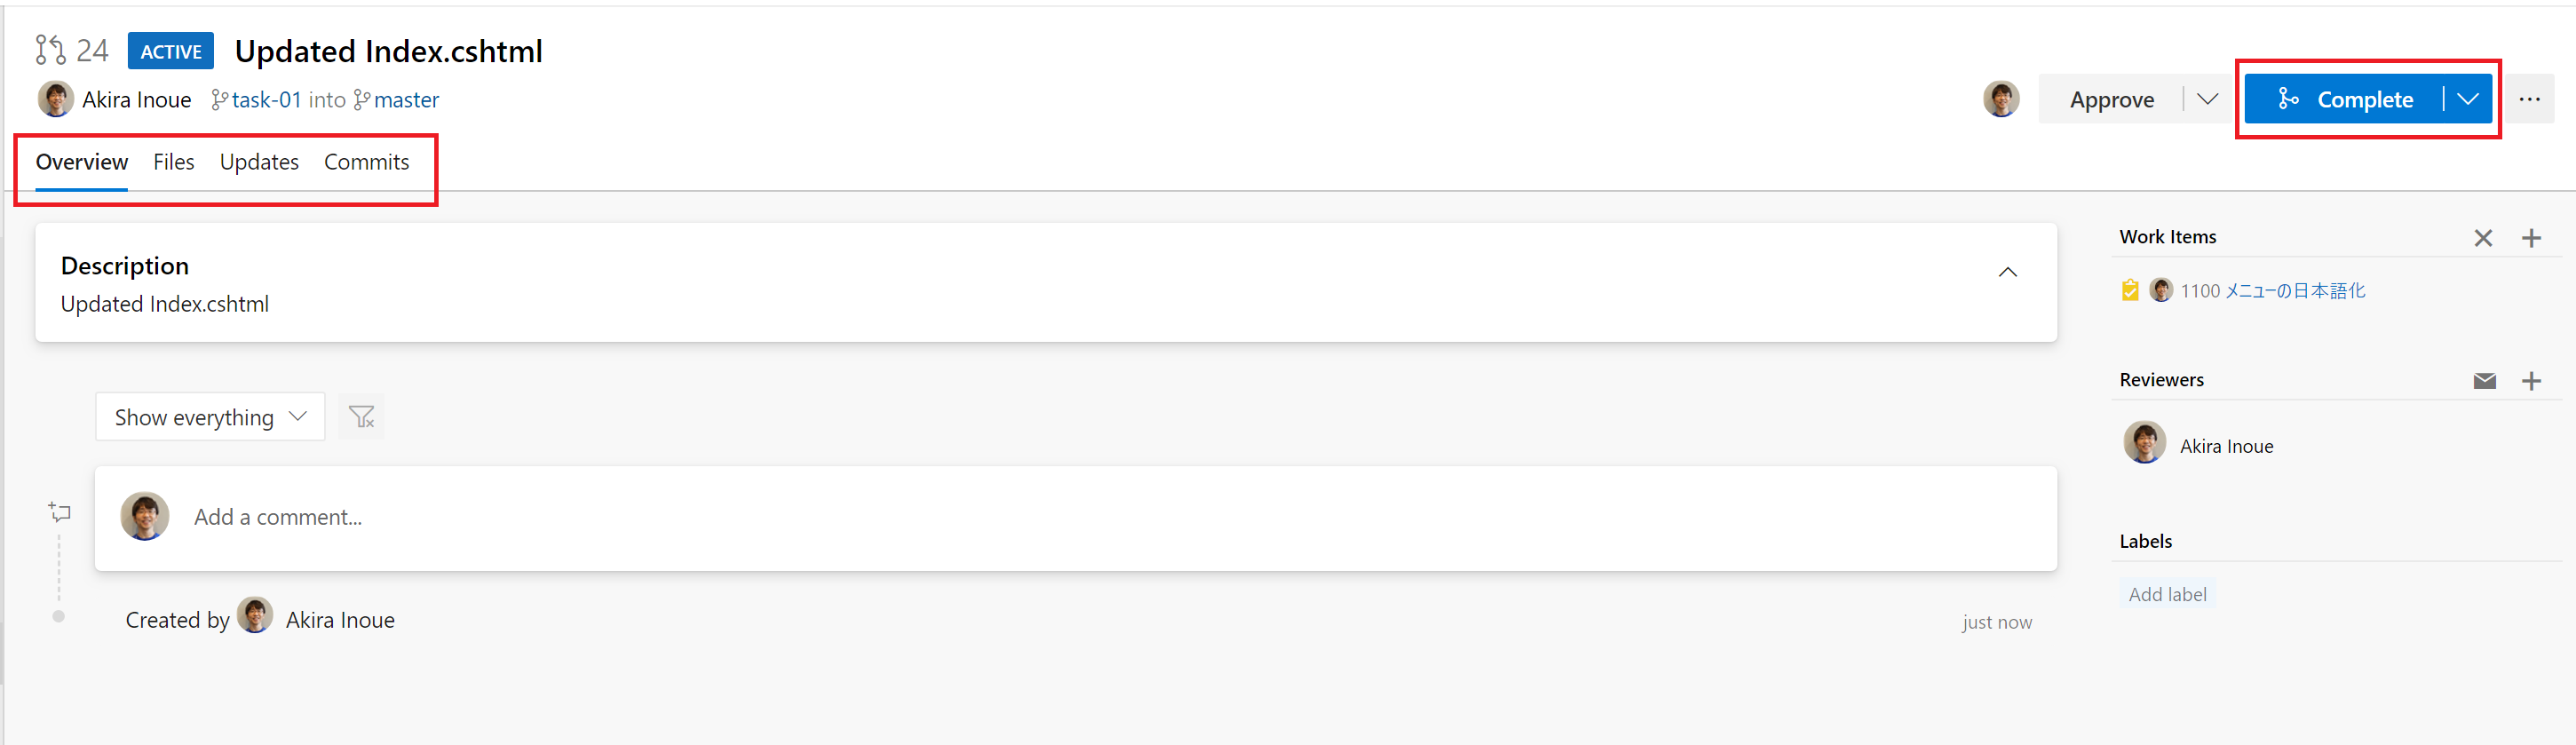 24 ACTIVE Updated Index.cshtml
Akira Inoue task-01 into master
Approve Complete
Overview Files Updates Commits
Description
Updated Index.cshtml
Show everything
Add a comment...
Created by Akira Inoue just now
Work Items
1100 メニューの日本語化
Reviewers
Akira Inoue
Labels
Add label